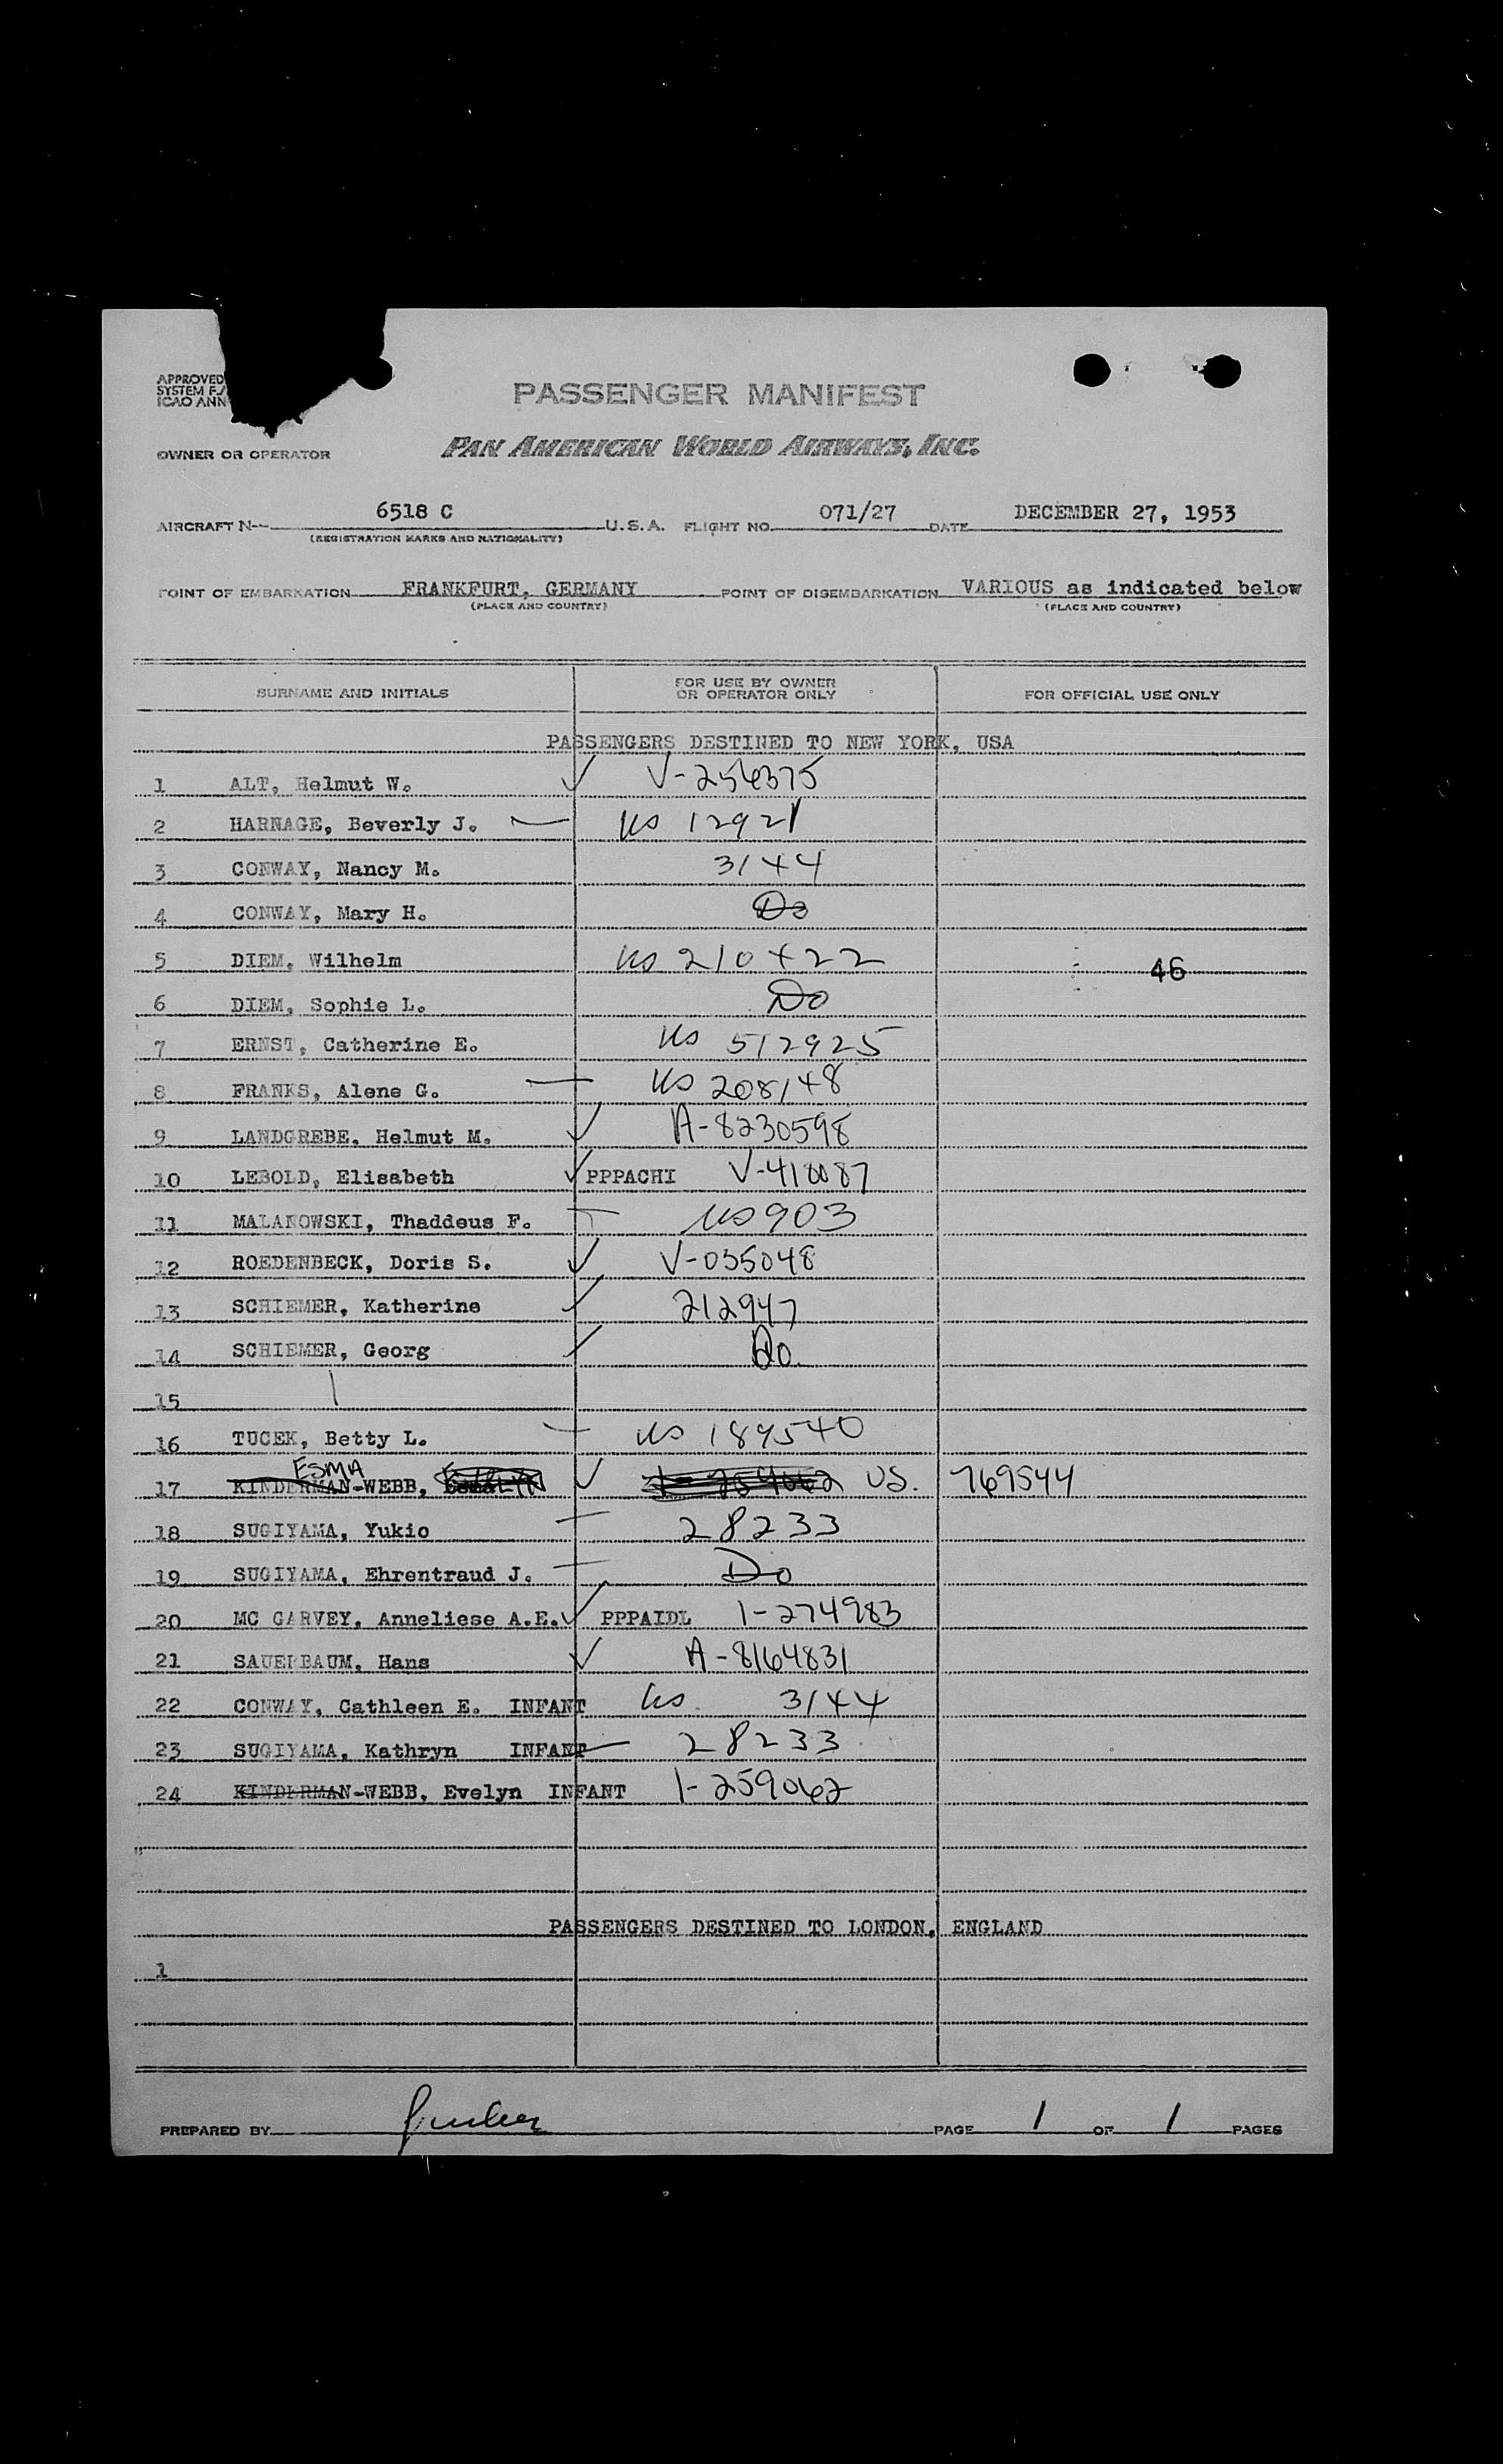 APPROVED
SYSTEM
ICAO ANN
PASSENGER MANIFEST
OWNER OR OPERATOR PAN AMERICAN WORLD AIRWAYS, INC.
AIRCRAFT N-- 6518 C U.S.A. FLIGHT NO. 071/27 DATE DECEMBER 27, 1953
(REGISTRATION MARKS AND NATIONALITY)
POINT OF EMBARKATION FRANKFURT, GERMANY POINT OF DISEMBARKATION VARIOUS as indicated below
(PLACE AND COUNTRY) (PLACE AND COUNTRY)
SURNAME AND INITIALS FOR USE BY OWNER OR OPERATOR ONLY FOR OFFICIAL USE ONLY
PASSENGERS DESTINED TO NEW YORK, USA
1 ALT, Helmut W. V-256375
2 HARNAGE, Beverly J. US 12921
3 CONWAY, Nancy M. 3144
4 CONWAY, Mary H. Do
5 DIEM, Wilhelm US 210422 46
6 DIEM, Sophie L. Do
7 ERNST, Catherine E. US 512925
8 FRANKS, Alene G. US 208148
9 LANDGREBE, Helmut M. A-8230598
10 LEBOLD, Elisabeth PPPACHI V-418087
11 MALANOWSKI, Thaddeus F. US 903
12 ROEDENBECK, Doris S. V-035048
13 SCHIEMER, Katherine 212947
14 SCHIEMER, Georg Do
15
16 TUCEK, Betty L. US 189540
ESMA
17 KINDERMAN-WEBB, US. 769544
18 SUGIYAMA, Yukio 28233
19 SUGIYAMA, Ehrentraud J. Do
20 MC GARVEY, Anneliese A.E. PPPAIDL 1-274983
21 SAUERBAUM, Hans A-8164831
22 CONWAY, Cathleen E. INFANT US 3144
23 SUGIYAMA, Kathryn INFANT 28233
24 KINDERMAN-WEBB, Evelyn INFANT 1-259062
PASSENGERS DESTINED TO LONDON, ENGLAND
1
PREPARED BY PAGE 1 OF 1 PAGES